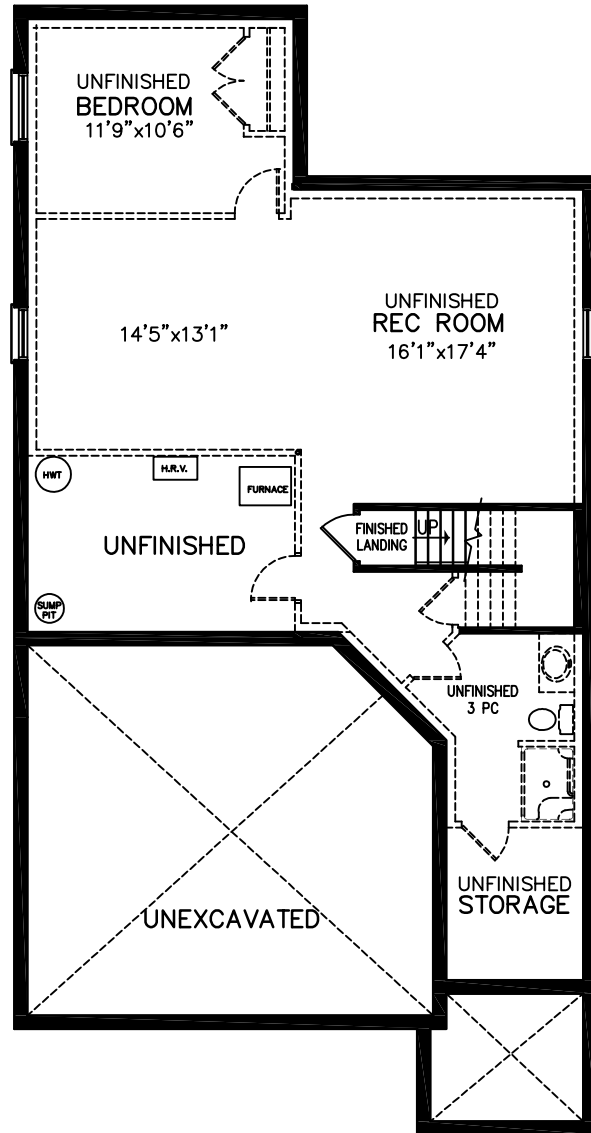 UNFINISHED
BEDROOM
11'9"x10'6"
14'5"x13'1"
UNFINISHED
REC ROOM
16'1"x17'4"
HWT
H.R.V.
FURNACE
UNFINISHED
FINISHED
LANDING
UP
SUMP
PIT
UNFINISHED
3 PC
UNFINISHED
STORAGE
UNEXCAVATED